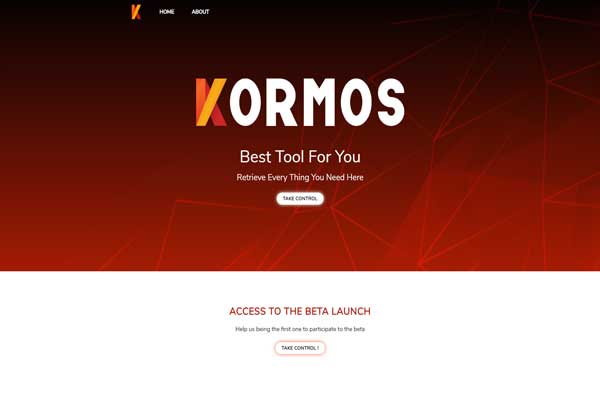 HOME ABOUT
KORMOS
Best Tool For You
Retrieve Every Thing You Need Here
TAKE CONTROL
ACCESS TO THE BETA LAUNCH
Help us being the first one to participate to the beta
TAKE CONTROL !